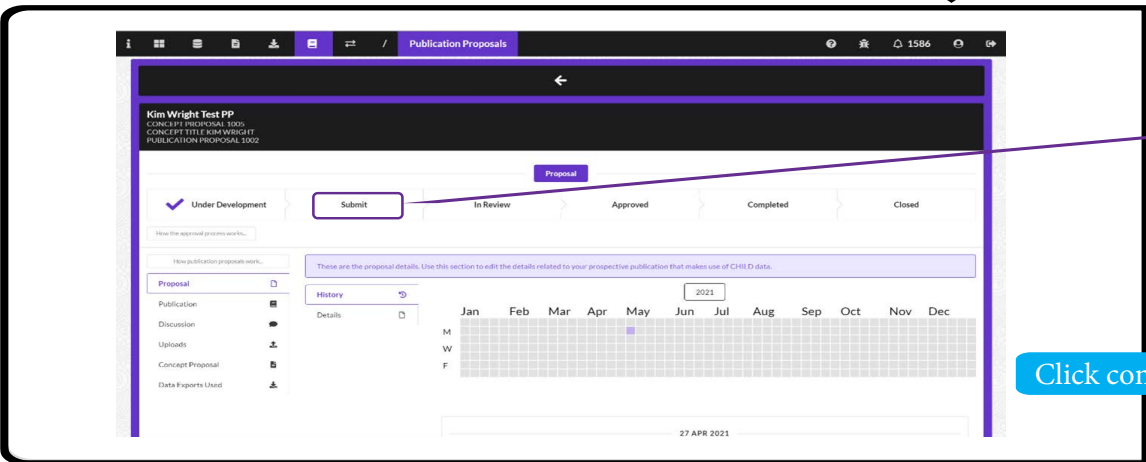 i / Publication Proposals 1586
Kim Wright Test PP
CONCEPT PROPOSAL 1005
CONCEPT TITLE KIM WRIGHT
PUBLICATION PROPOSAL 1002
Proposal
Under Development Submit In Review Approved Completed Closed
How the approval process works...
How publication proposals work...
These are the proposal details. Use this section to edit the details related to your prospective publication that makes use of CHILD data.
Proposal
Publication
Discussion
Uploads
Concept Proposal
Data Exports Used
History
Details
2021
Jan Feb Mar Apr May Jun Jul Aug Sep Oct Nov Dec
M
W
F
27 APR 2021
Click con